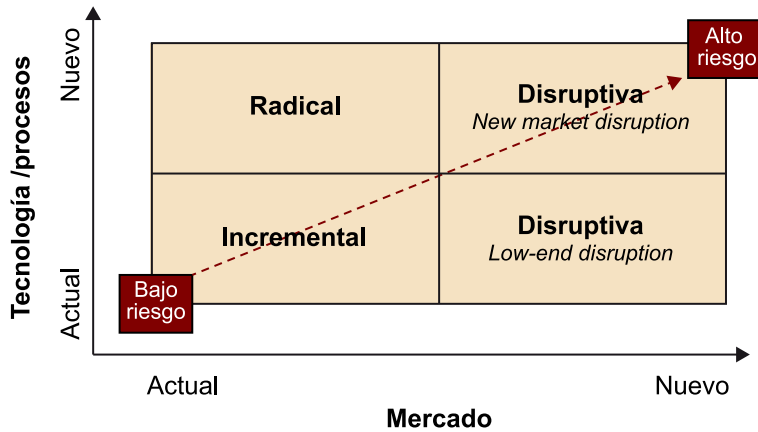 Tecnología /procesos
Nuevo
Actual
Alto
riesgo
Radical
Disruptiva
New market disruption
Incremental
Disruptiva
Low-end disruption
Bajo
riesgo
Actual
Nuevo
Mercado